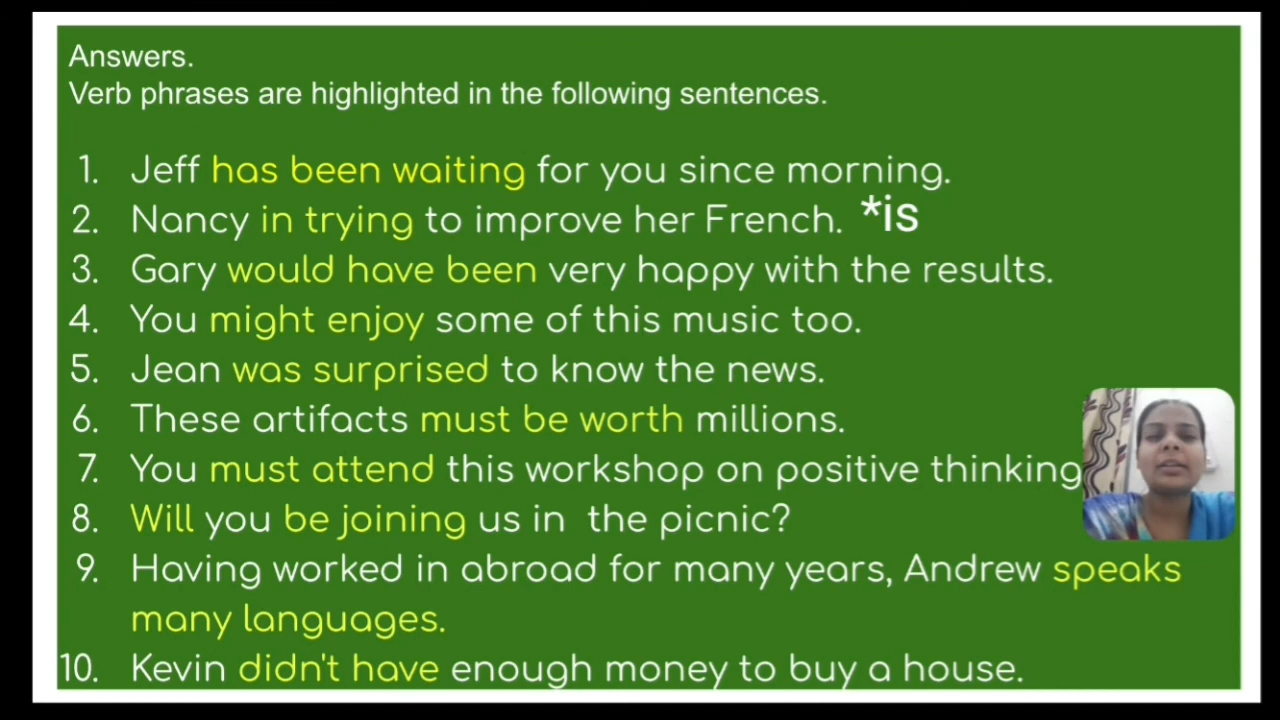 Answers.
Verb phrases are highlighted in the following sentences.
1. Jeff has been waiting for you since morning.
2. Nancy in trying to improve her French. *is
3. Gary would have been very happy with the results.
4. You might enjoy some of this music too.
5. Jean was surprised to know the news.
6. These artifacts must be worth millions.
7. You must attend this workshop on positive thinking
8. Will you be joining us in  the picnic?
9. Having worked in abroad for many years, Andrew speaks
many languages.
10. Kevin didn't have enough money to buy a house.